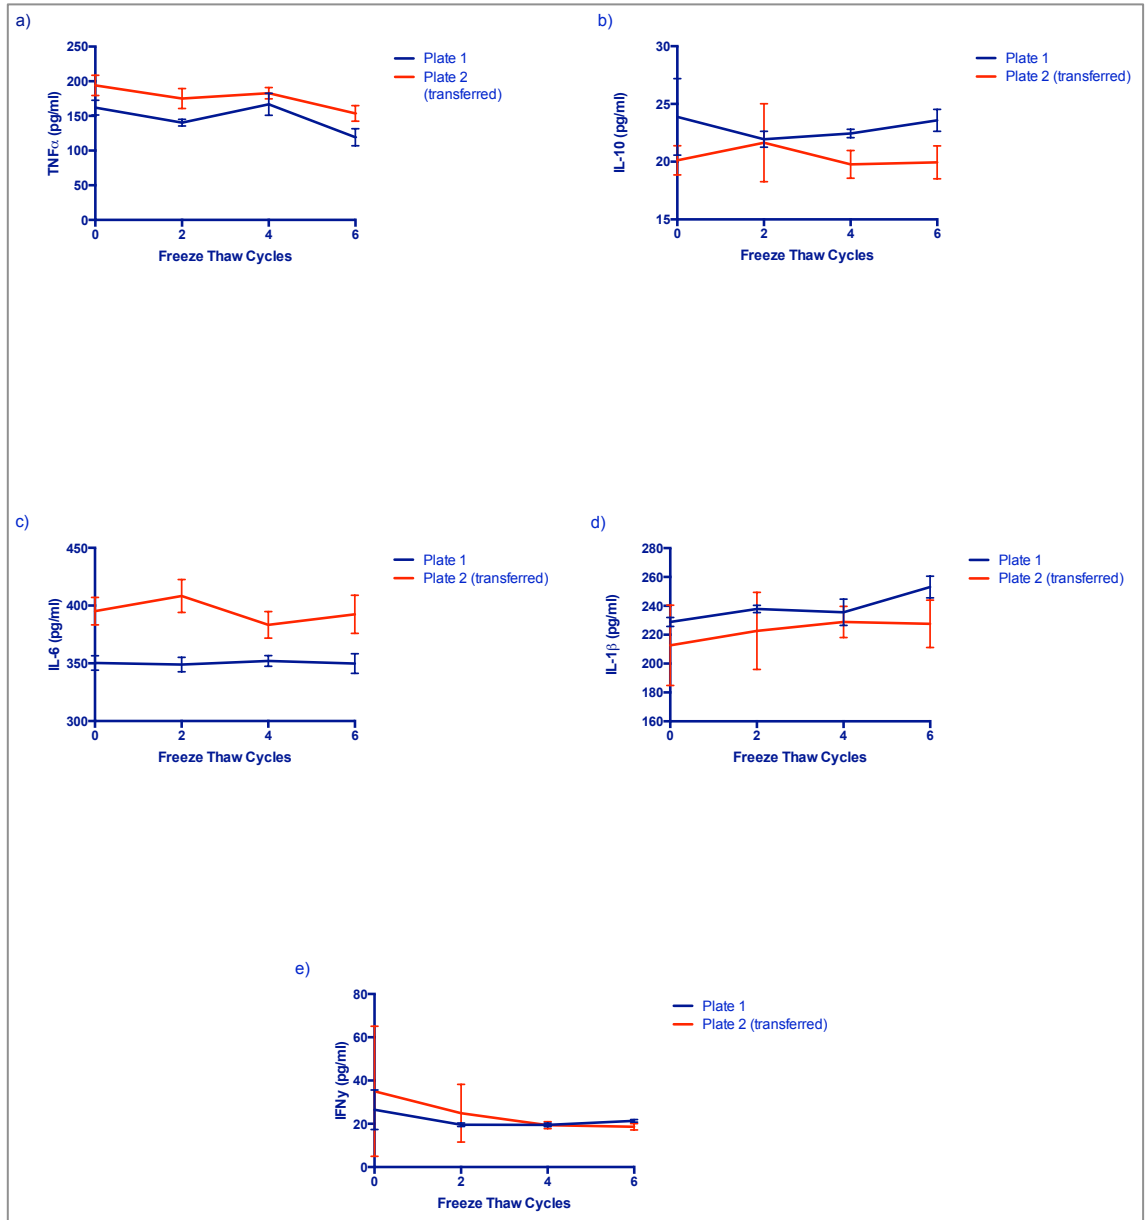 a)
250
200
150
100
50
0
TNFα (pg/ml)
0 2 4 6
Freeze Thaw Cycles
Plate 1
Plate 2
(transferred)
b)
30
25
20
15
IL-10 (pg/ml)
0 2 4 6
Freeze Thaw Cycles
Plate 1
Plate 2 (transferred)
c)
450
400
350
300
IL-6 (pg/ml)
0 2 4 6
Freeze Thaw Cycles
Plate 1
Plate 2 (transferred)
d)
280
260
240
220
200
180
160
IL-1β (pg/ml)
0 2 4 6
Freeze Thaw Cycles
Plate 1
Plate 2 (transferred)
e)
80
60
40
20
0
IFNy (pg/ml)
0 2 4 6
Freeze Thaw Cycles
Plate 1
Plate 2 (transferred)